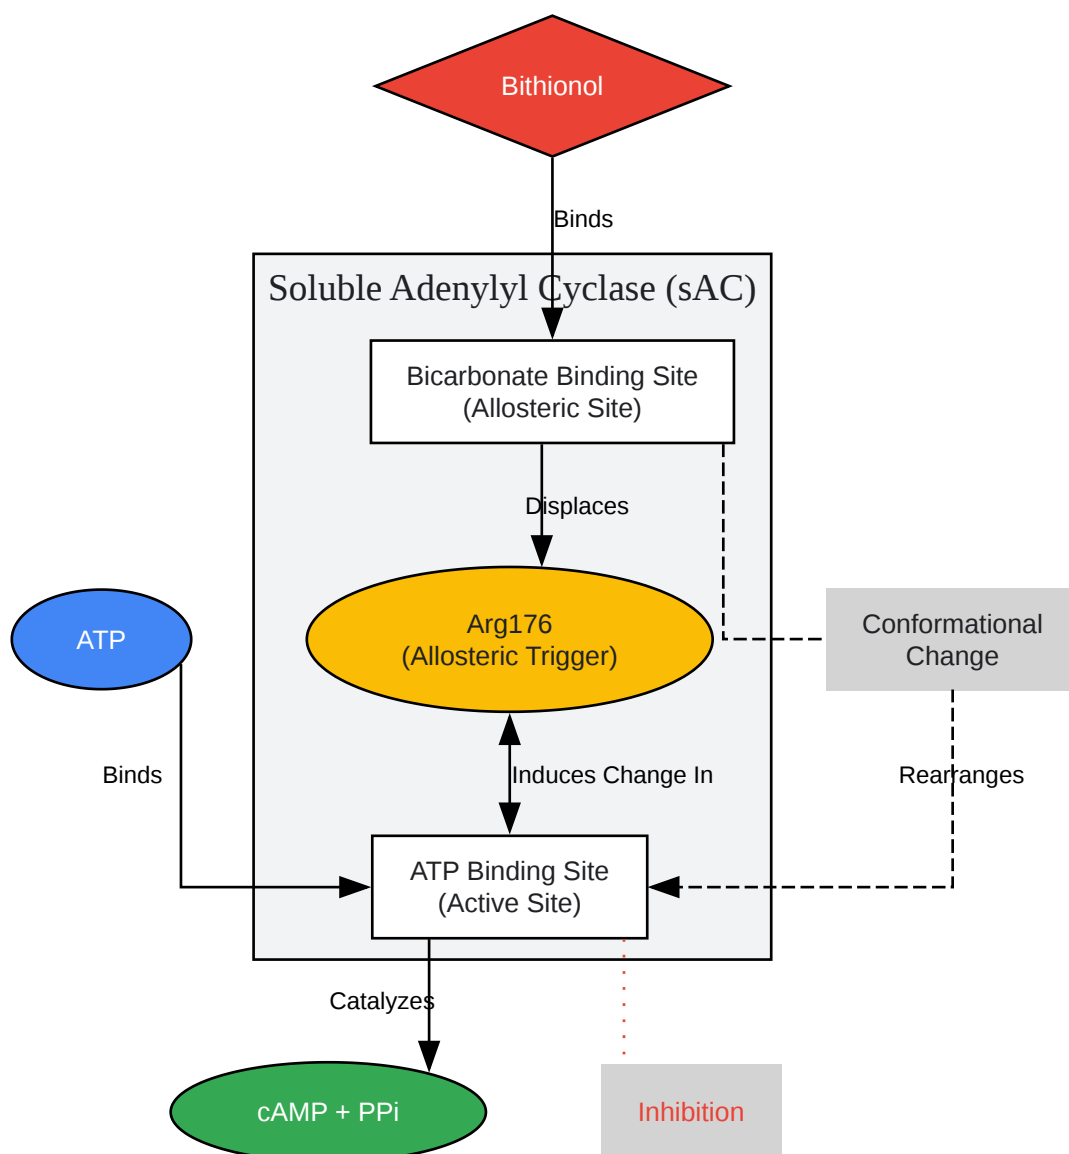 Bithionol
Binds
Soluble Adenylyl Cyclase (sAC)
Bicarbonate Binding Site
(Allosteric Site)
Displaces
ATP
Arg176
(Allosteric Trigger)
Conformational
Change
Binds
Induces Change In
Rearranges
ATP Binding Site
(Active Site)
Catalyzes
cAMP + PPi
Inhibition